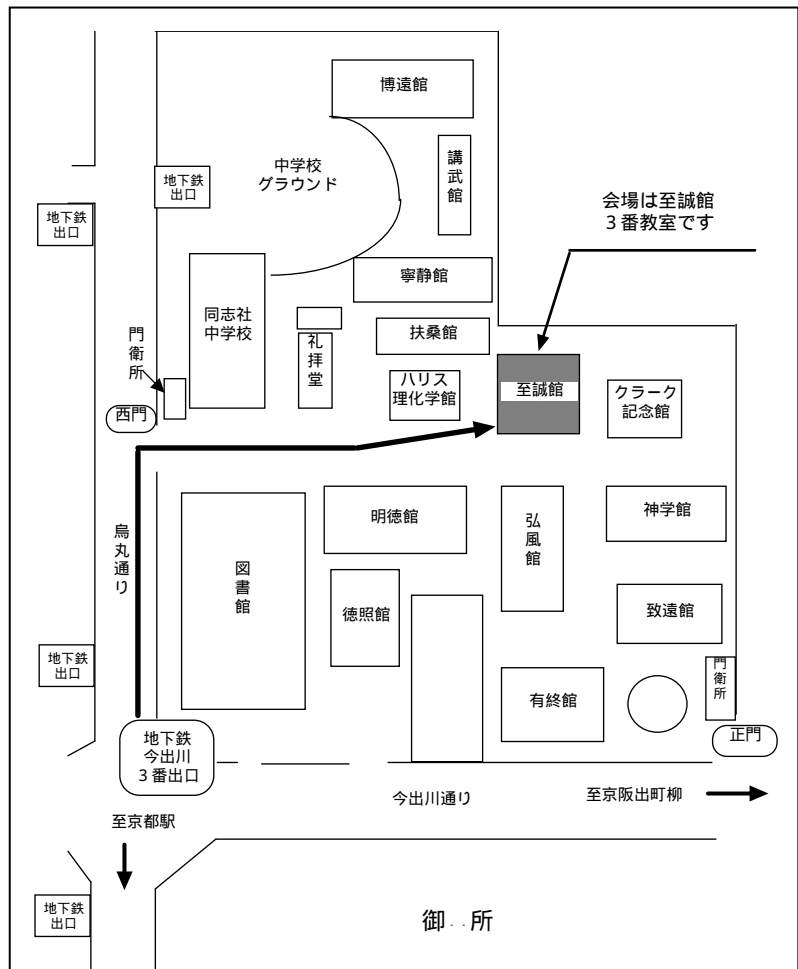 博遠館
講武館
中学校
グラウンド
地下鉄
出口
地下鉄
出口
会場は至誠館
3番教室です
寧静館
同志社
中学校
扶桑館
礼拝堂
門衛所
ハリス
理化学館
至誠館
クラーク
記念館
西門
明徳館
弘風館
神学館
烏丸通り
図書館
徳照館
致遠館
地下鉄
出口
門衛所
有終館
正門
地下鉄
今出川
3番出口
今出川通り
至京阪出町柳
至京都駅
地下鉄
出口
御所